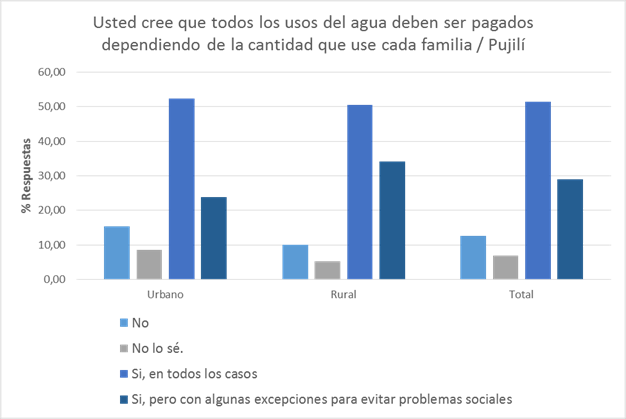 Usted cree que todos los usos del agua deben ser pagados
dependiendo de la cantidad que use cada familia / Pujilí
60,00
50,00
40,00
30,00
20,00
10,00
0,00
% Respuestas
Urbano Rural Total
No
No lo sé.
Si, en todos los casos
Si, pero con algunas excepciones para evitar problemas sociales